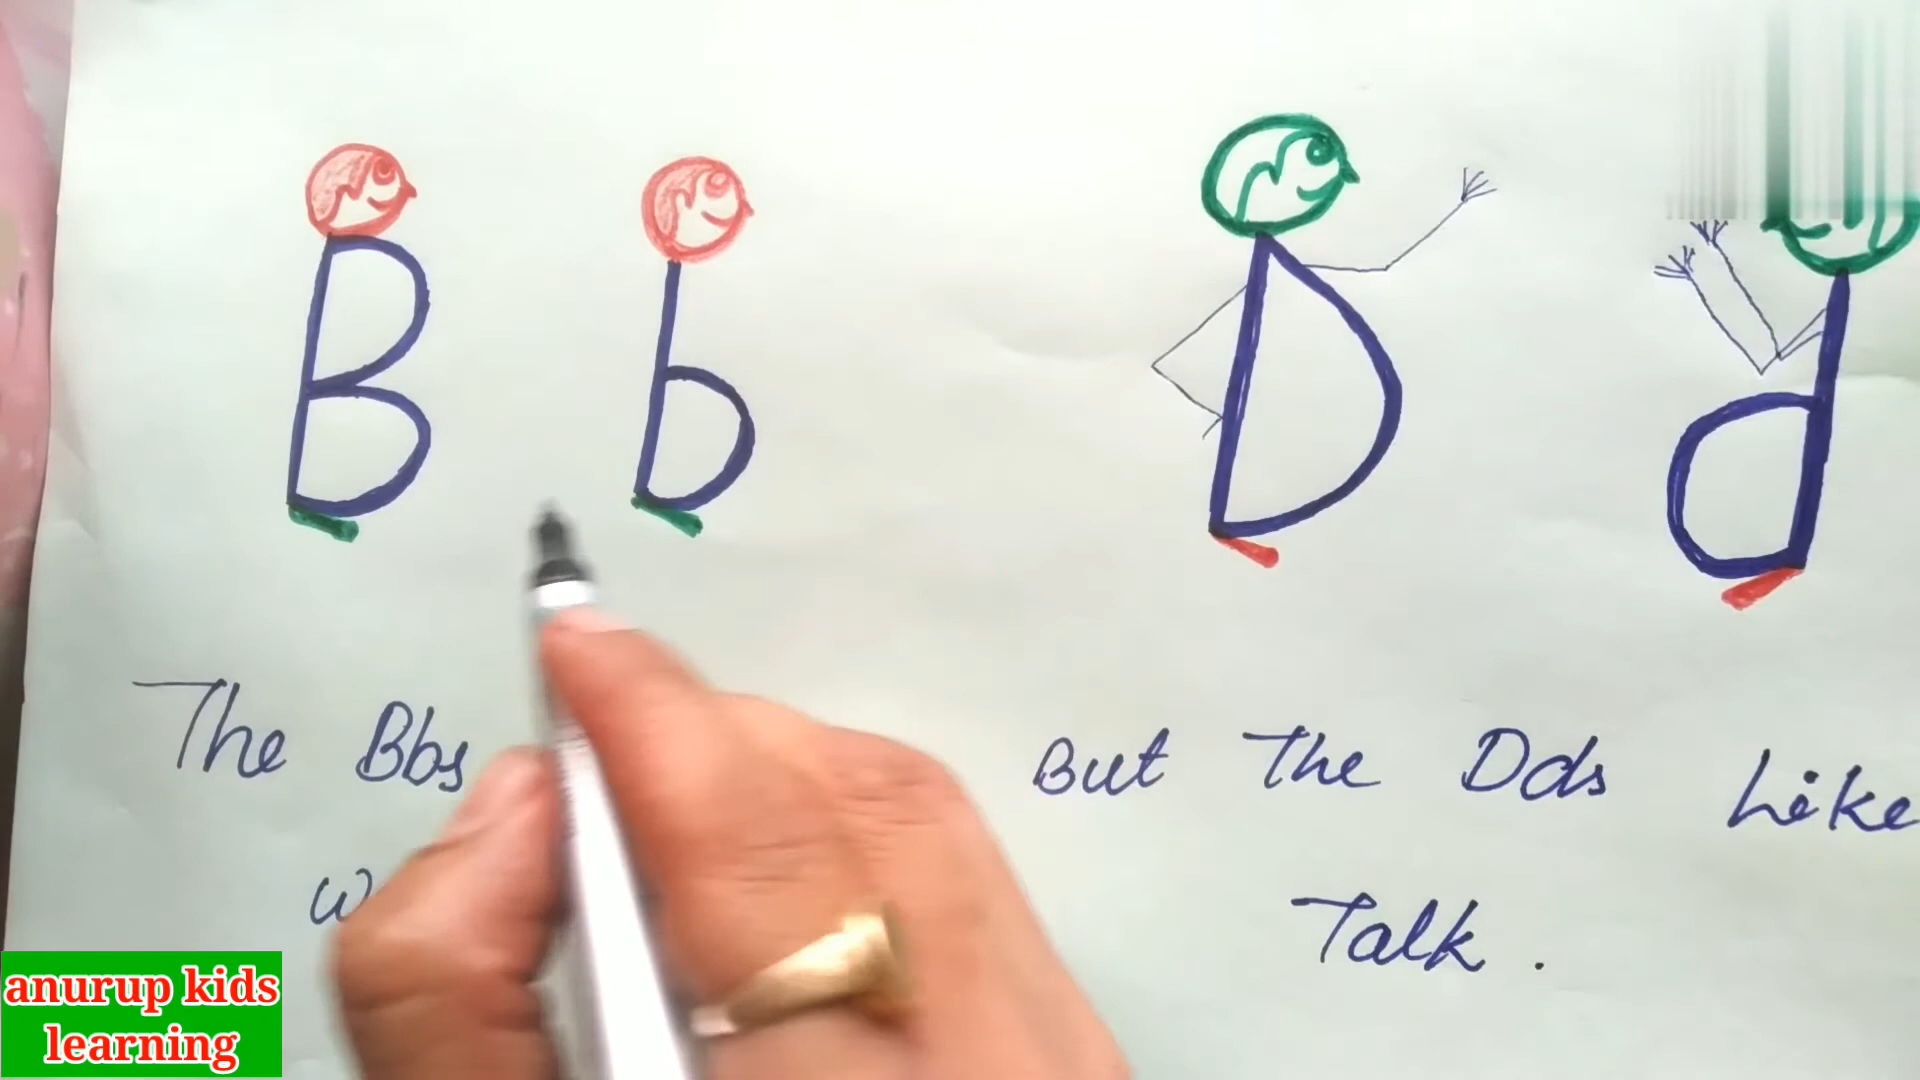 B b D d
The Bbs
But The Dds Like
Talk .
anurup kids
learning